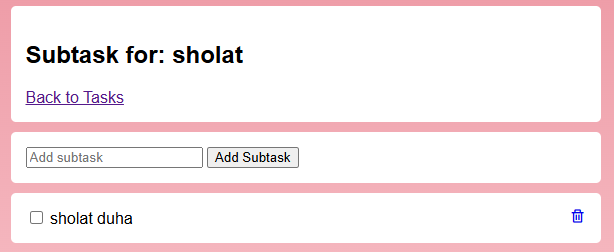 Subtask for: sholat
Back to Tasks
Add subtask Add Subtask
sholat duha